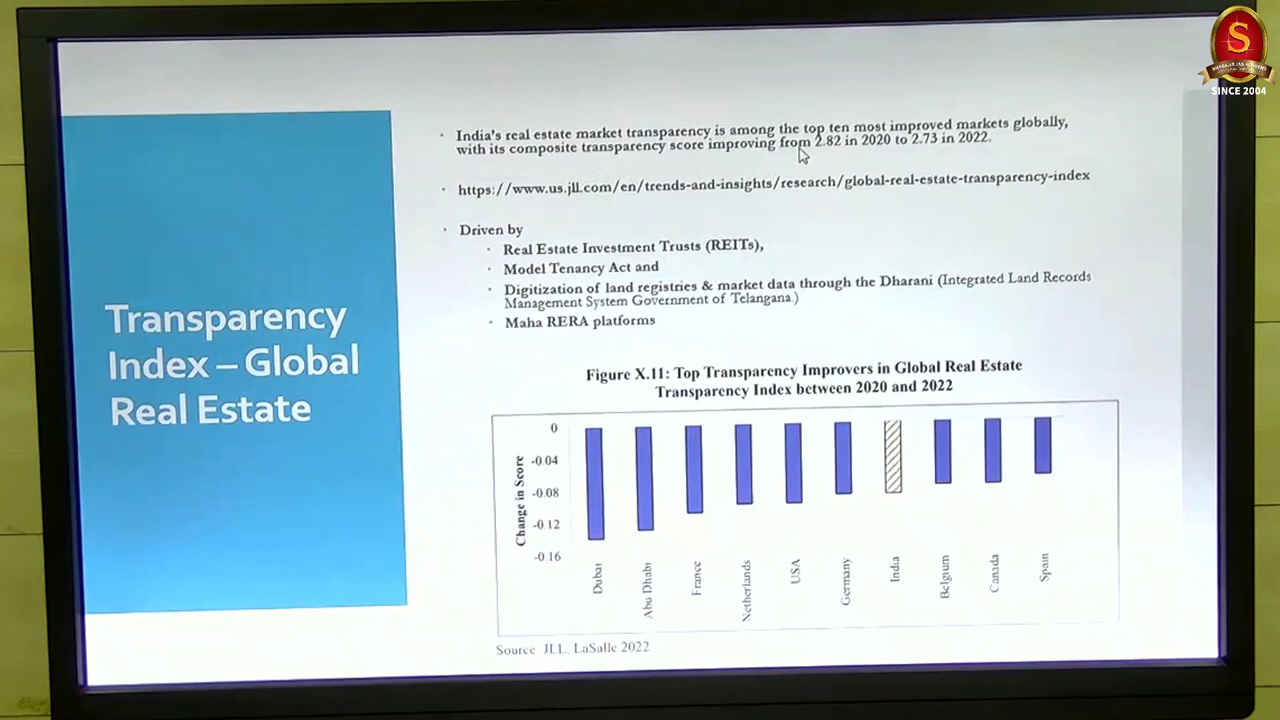 S
SHANKAR IAS ACADEMY
SINCE 2004
Transparency
Index – Global
Real Estate
• India's real estate market transparency is among the top ten most improved markets globally,
with its composite transparency score improving from 2.82 in 2020 to 2.73 in 2022.
• https://www.us.jll.com/en/trends-and-insights/research/global-real-estate-transparency-index
• Driven by
• Real Estate Investment Trusts (REITs),
• Model Tenancy Act and
• Digitization of land registries & market data through the Dharani (Integrated Land Records
Management System Government of Telangana.)
• Maha RERA platforms
Figure X.11: Top Transparency Improvers in Global Real Estate
Transparency Index between 2020 and 2022
Change in Score
0
-0.04
-0.08
-0.12
-0.16
Dubai
Abu Dhabi
France
Netherlands
USA
Germany
India
Belgium
Canada
Spain
Source JLL, LaSalle 2022